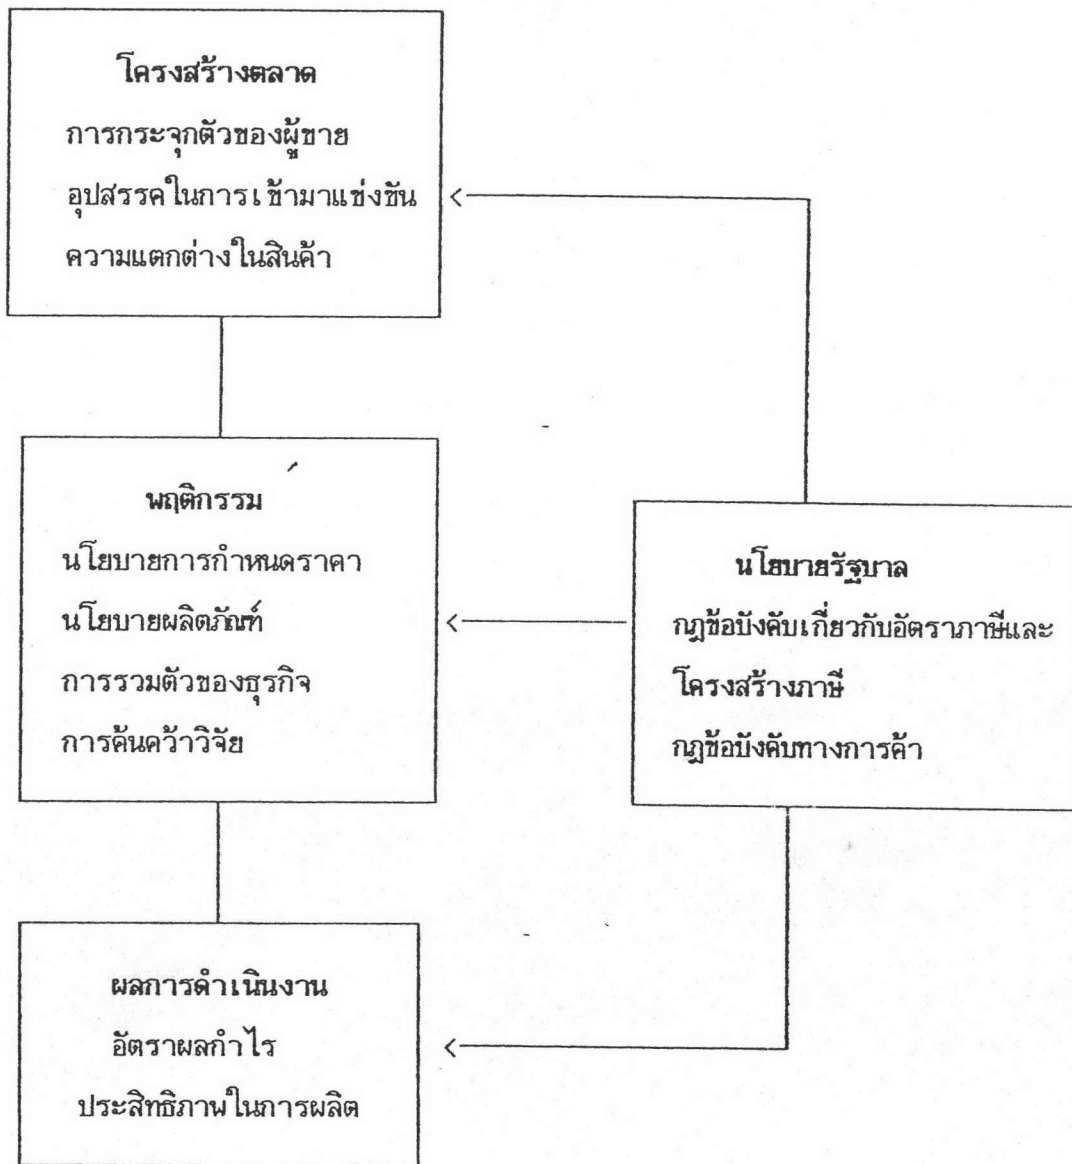 โครงสร้างตลาด
การกระจุกตัวของผู้ขาย
อุปสรรคในการเข้ามาแข่งขัน
ความแตกต่างในสินค้า
พฤติกรรม
นโยบายการกำหนดราคา
นโยบายผลิตภัณฑ์
การรวมตัวของธุรกิจ
การค้นคว้าวิจัย
นโยบายรัฐบาล
กฎข้อบังคับเกี่ยวกับอัตราภาษีและ
โครงสร้างภาษี
กฎข้อบังคับทางการค้า
ผลการดำเนินงาน
อัตราผลกำไร
ประสิทธิภาพในการผลิต